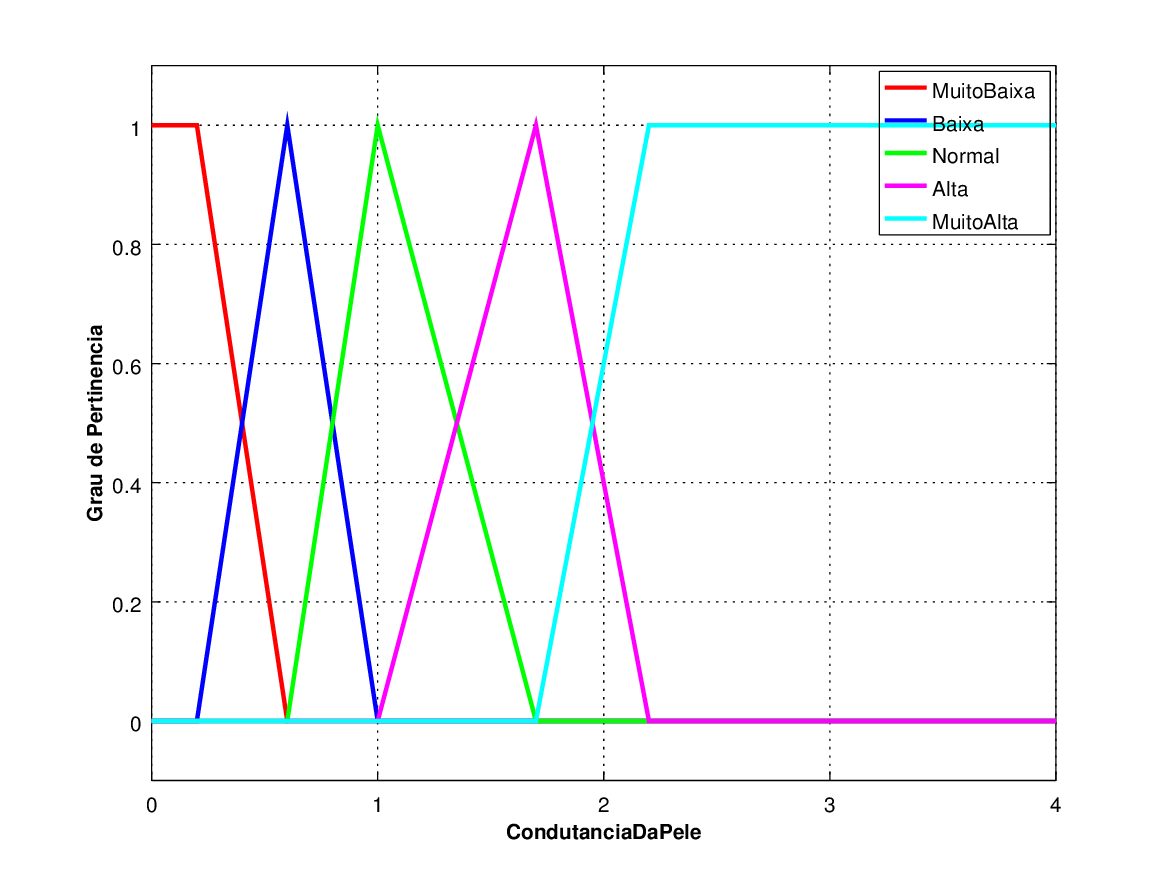 MuitoBaixa
Baixa
Normal
Alta
MuitoAlta
1
0.8
0.6
0.4
0.2
0
Grau de Pertinencia
0 1 2 3 4
CondutanciaDaPele